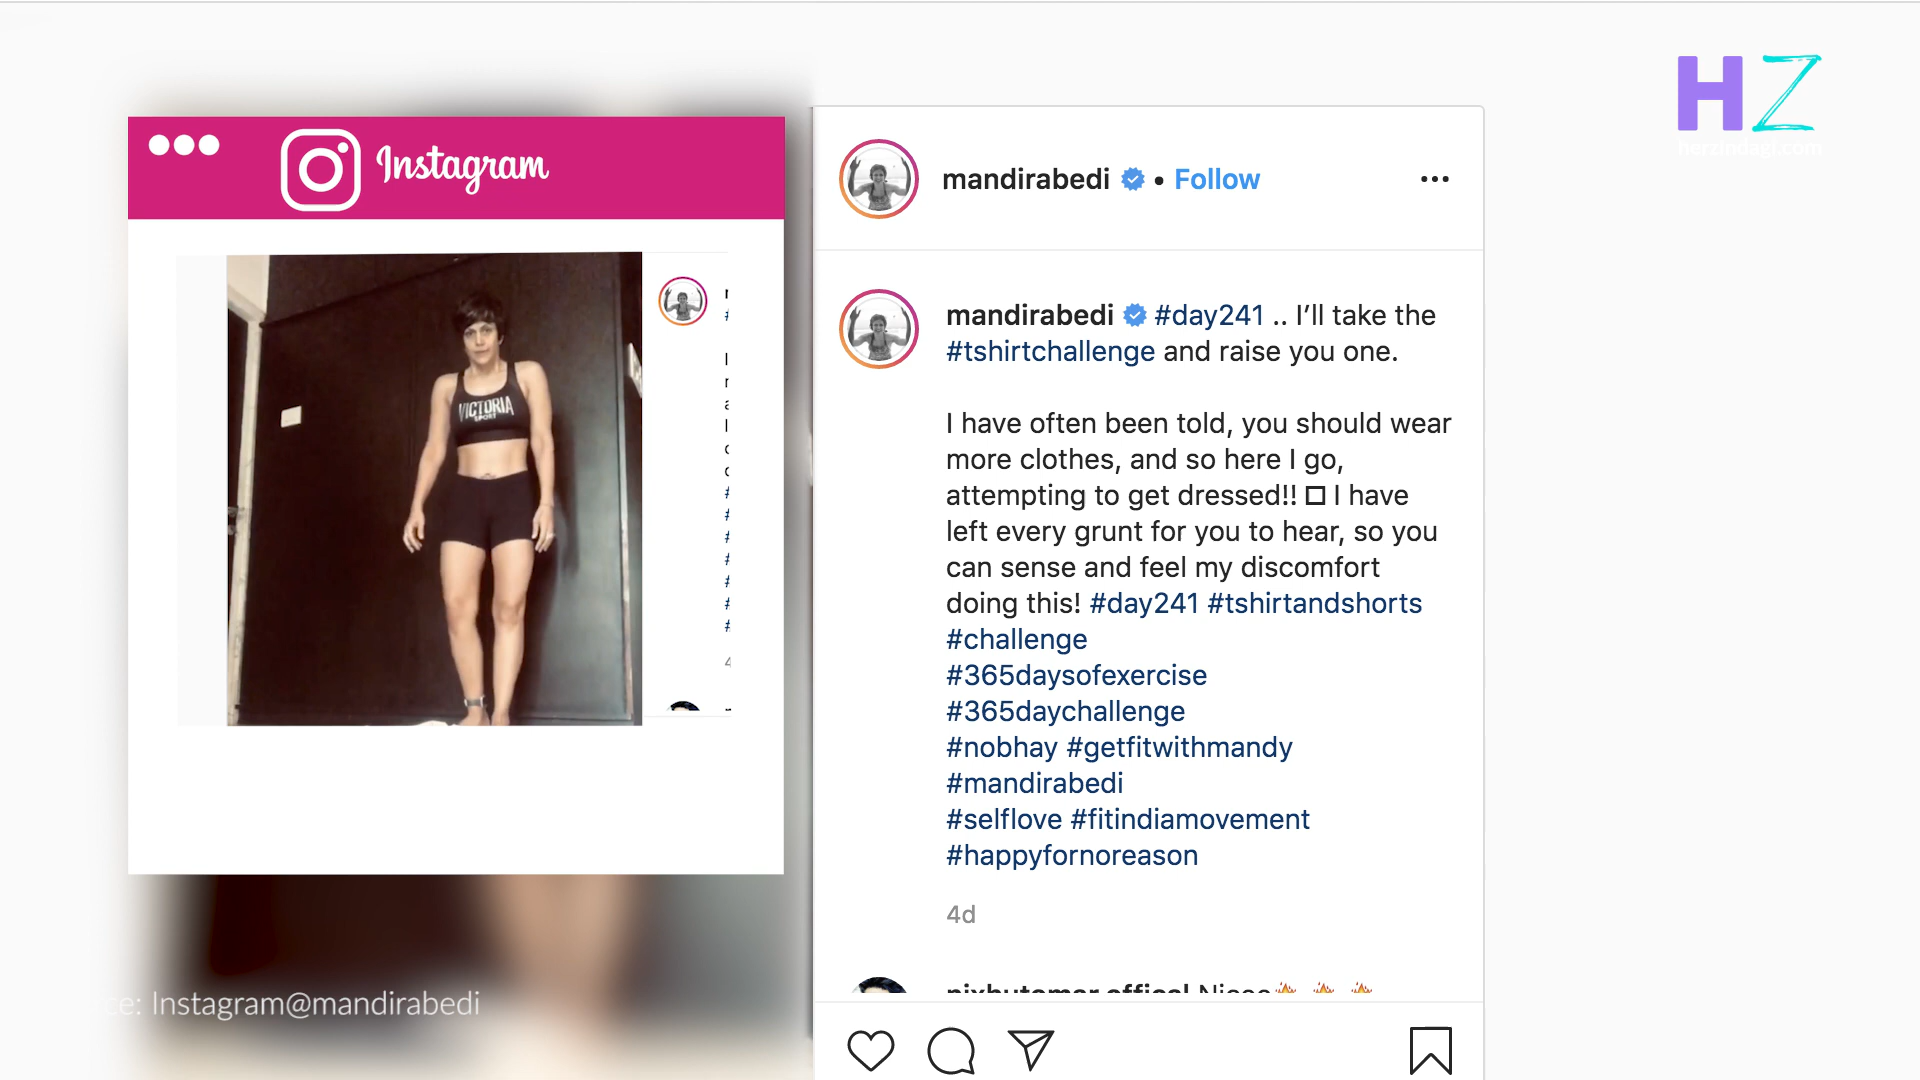 HZ
herzindagi.com
Instagram
VICTORIA
SPORT
mandirabedi • Follow
mandirabedi #day241 .. I’ll take the
#tshirtchallenge and raise you one.
I have often been told, you should wear
more clothes, and so here I go,
attempting to get dressed!! I have
left every grunt for you to hear, so you
can sense and feel my discomfort
doing this! #day241 #tshirtandshorts
#challenge
#365daysofexercise
#365daychallenge
#nobhay #getfitwithmandy
#mandirabedi
#selflove #fitindiamovement
#happyfornoreason
4d
Instagram@mandirabedi